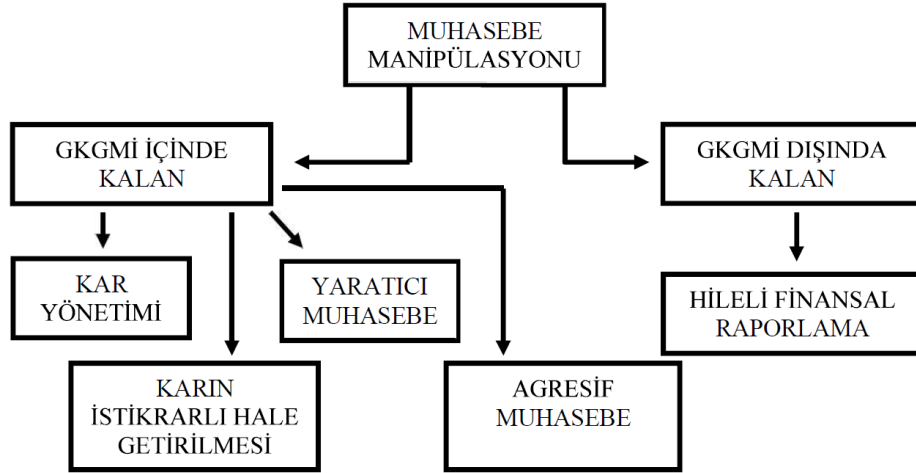 MUHASEBE
MANİPÜLASYONU
GKGMİ İÇİNDE
KALAN
GKGMİ DIŞINDA
KALAN
KAR
YÖNETİMİ
YARATICI
MUHASEBE
HİLELİ FİNANSAL
RAPORLAMA
KARIN
İSTİKRARLI HALE
GETİRİLMESİ
AGRESİF
MUHASEBE